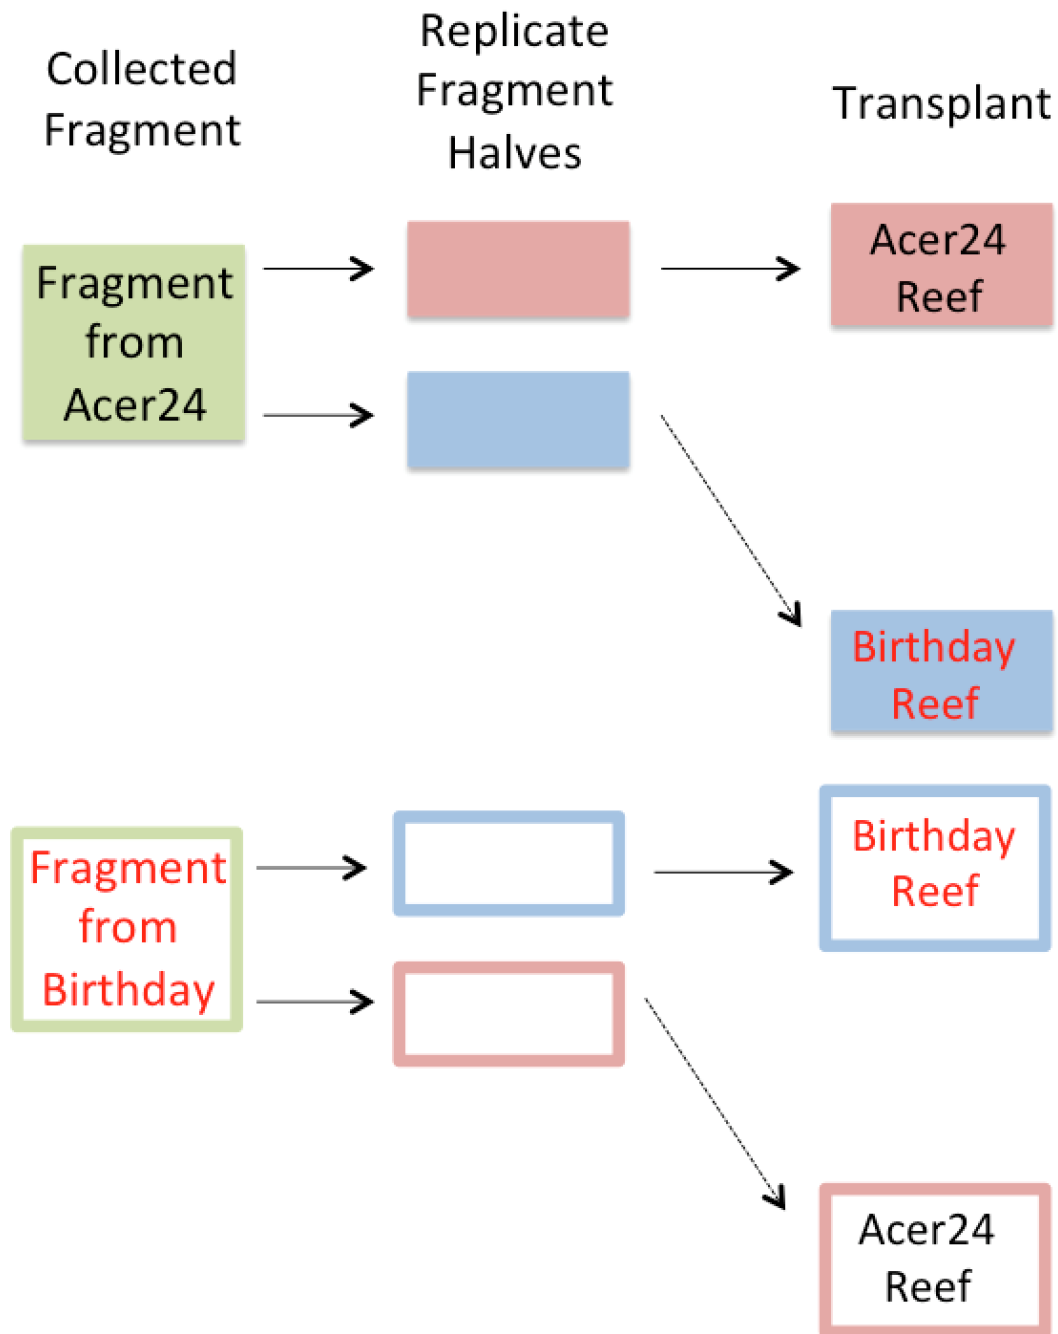 Collected
Fragment
Replicate
Fragment
Halves
Transplant
Fragment
from
Acer24
Acer24
Reef
Birthday
Reef
Fragment
from
Birthday
Birthday
Reef
Acer24
Reef